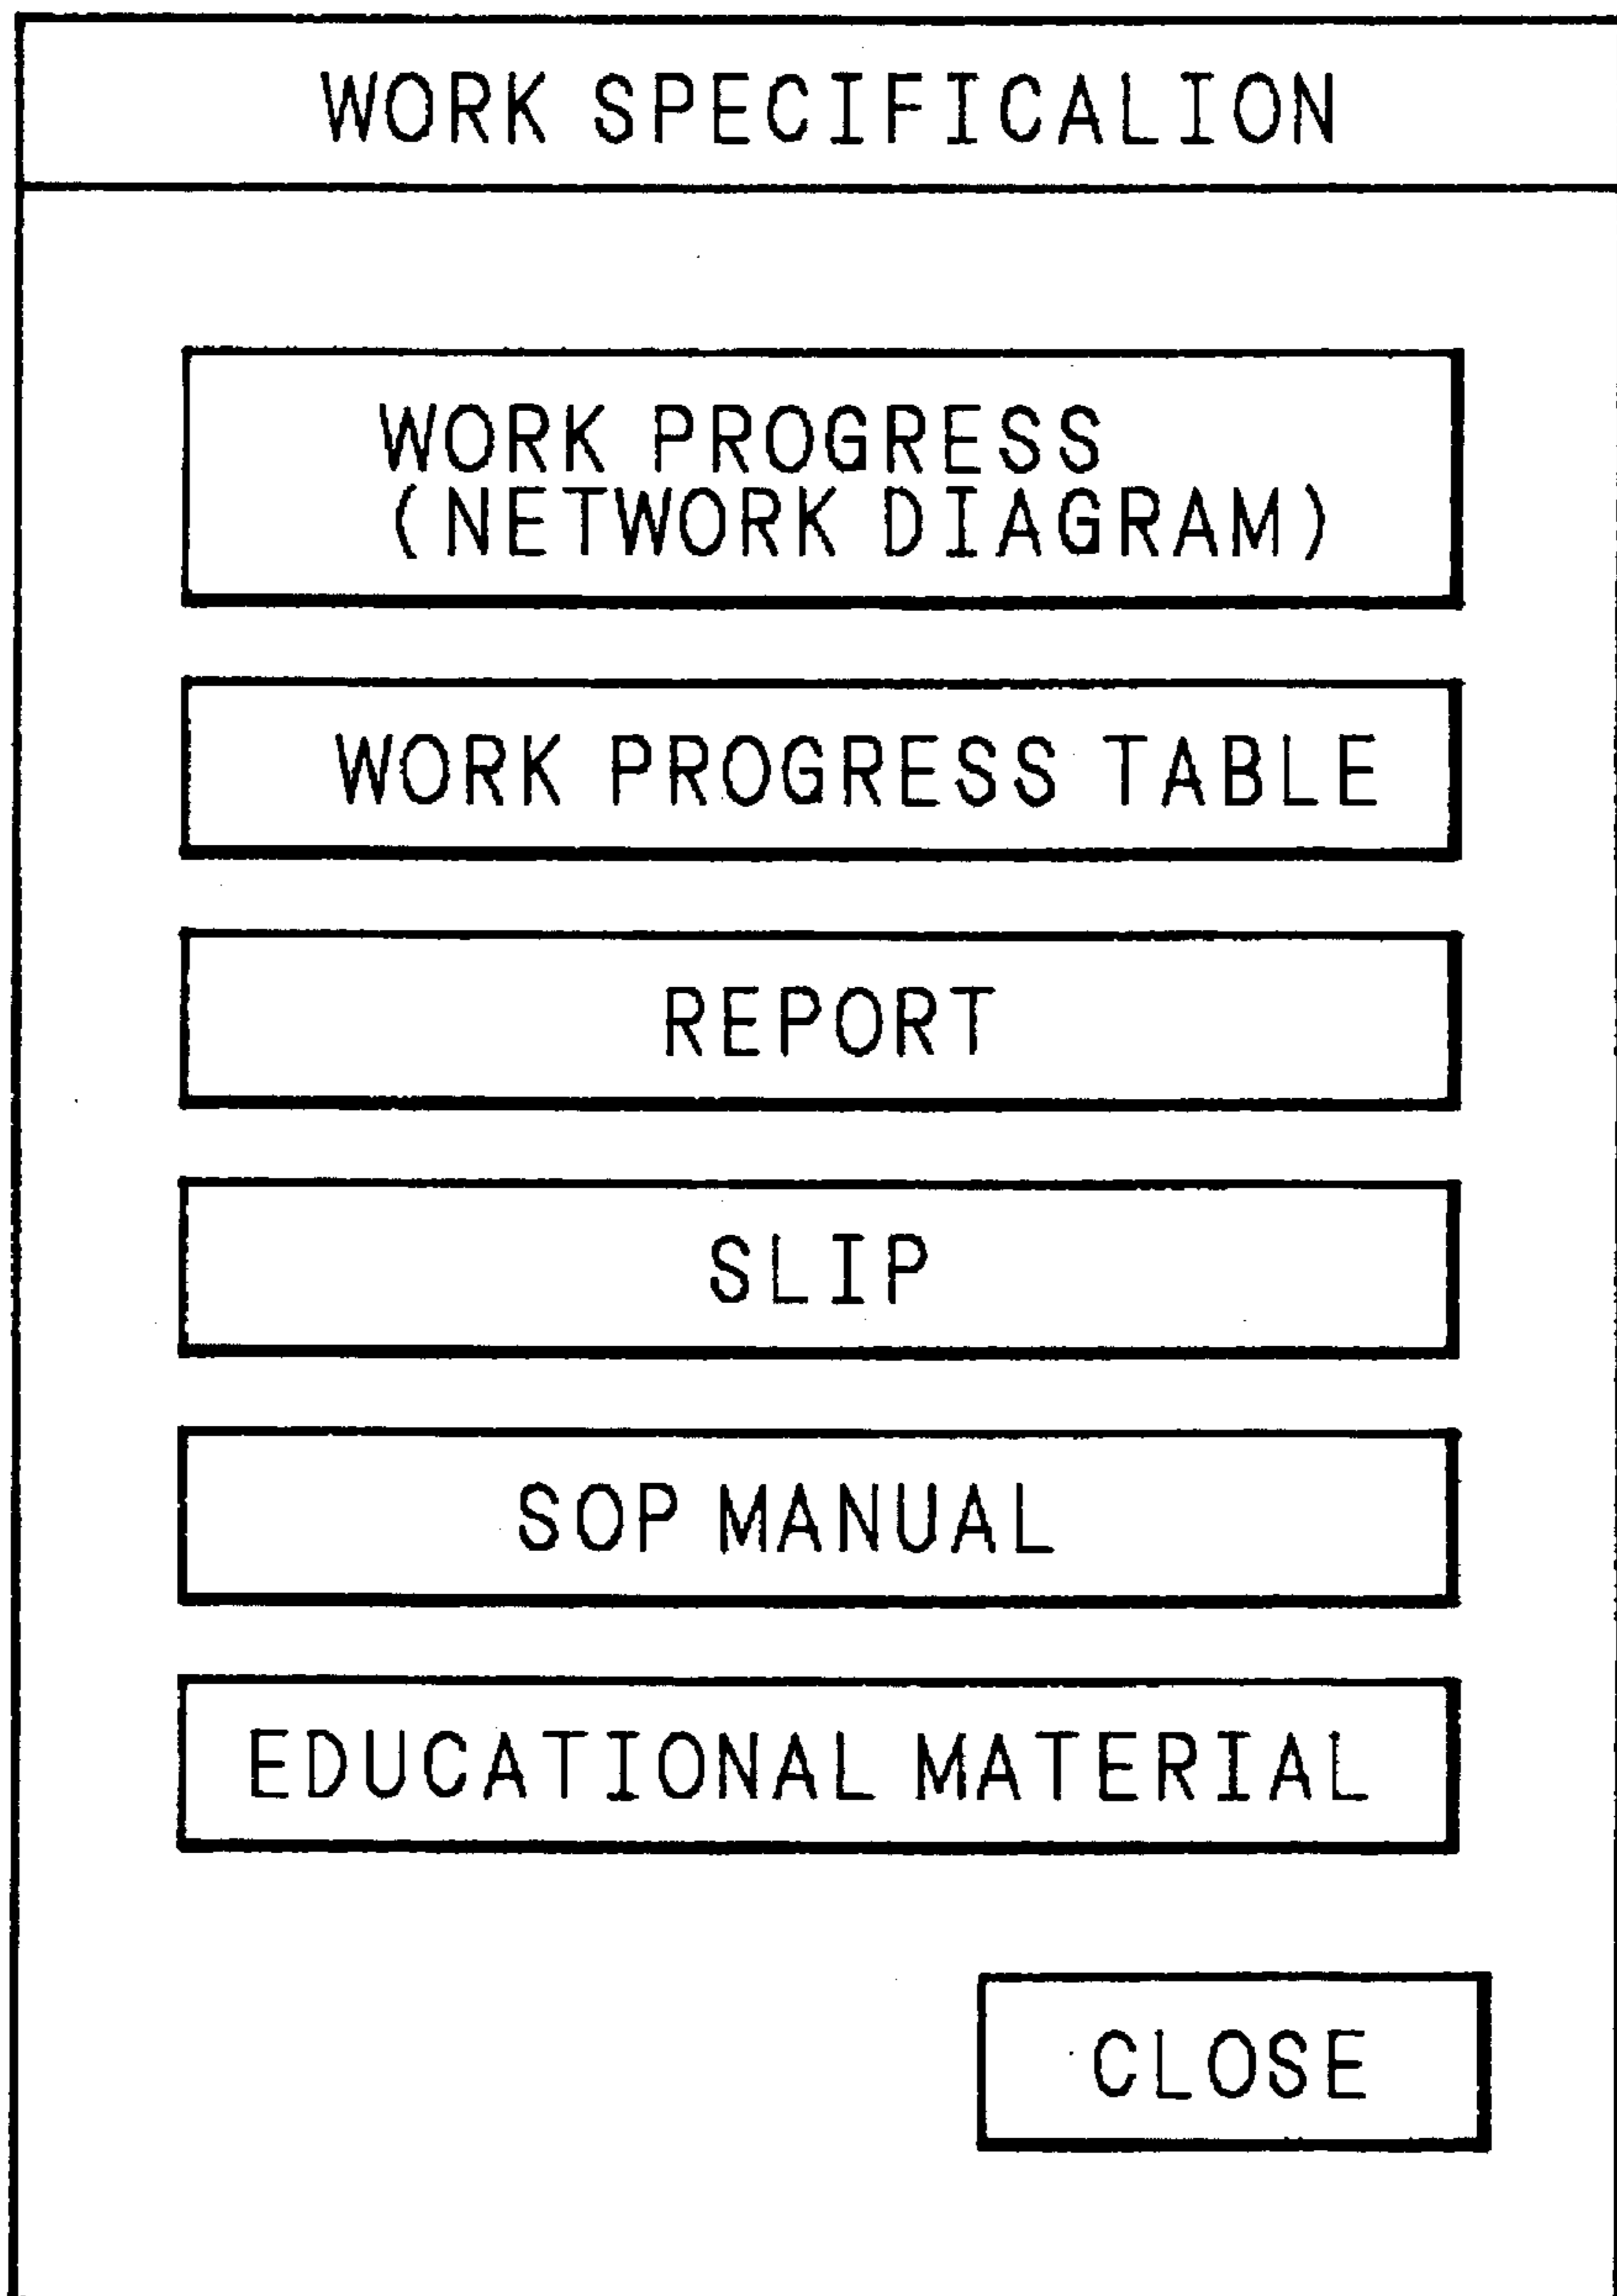 WORK SPECIFICALION
WORK PROGRESS
(NETWORK DIAGRAM)
WORK PROGRESS TABLE
REPORT
SLIP
SOP MANUAL
EDUCATIONAL MATERIAL
CLOSE